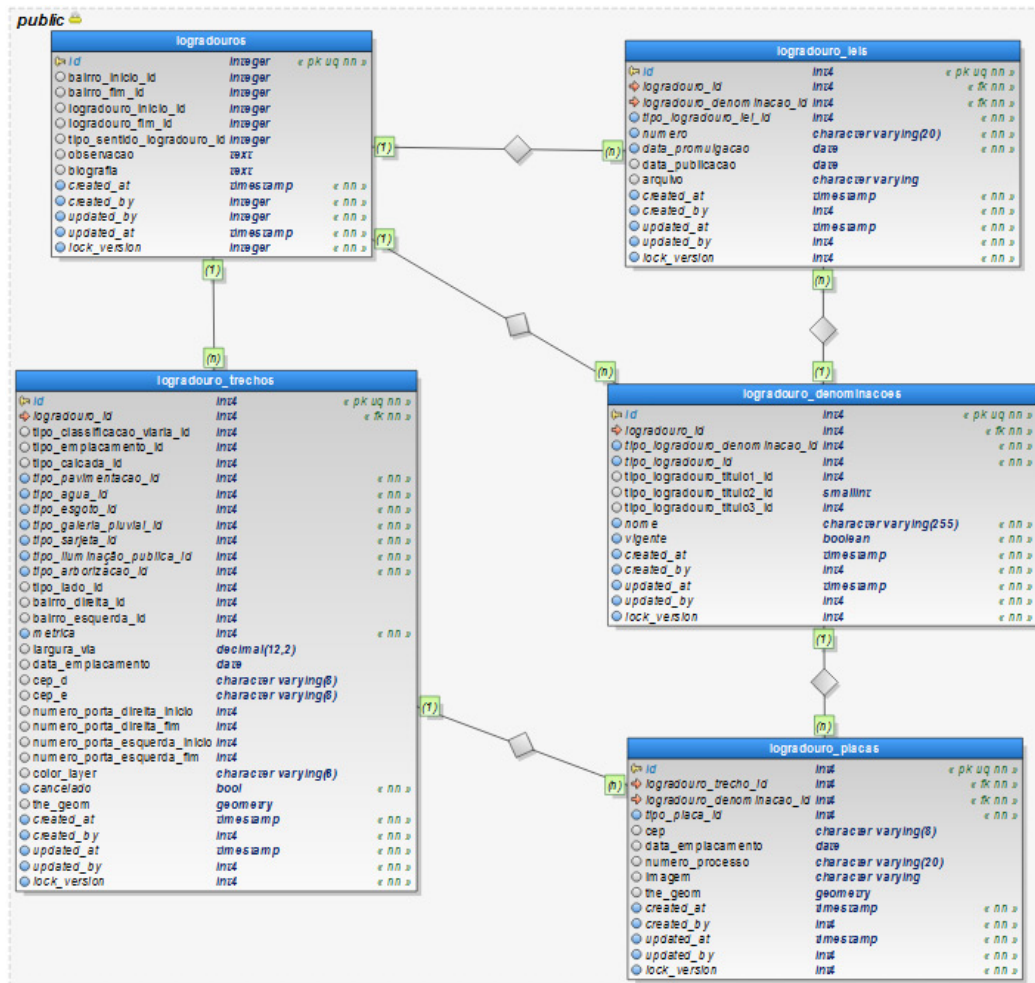 public
logradouros
id integer « pk uq nn »
bairro_inicio_id integer
bairro_fim_id integer
logradouro_inicio_id integer
logradouro_fim_id integer
tipo_sentido_logradouro_id integer
observacao text
biografia text
created_at timestamp « nn »
created_by integer « nn »
updated_by integer « nn »
updated_at timestamp « nn »
lock_version integer « nn »
(1)
(1)
(1)
(n)
(n)
(n)
logradouro_leis
id int4 « pk uq nn »
logradouro_id int4 « fk nn »
logradouro_denominacao_id int4 « fk nn »
tipo_logradouro_lei_id int4 « nn »
numero character varying(20) « nn »
data_promulgacao date « nn »
data_publicacao date
arquivo character varying
created_at timestamp « nn »
created_by int4 « nn »
updated_at timestamp « nn »
updated_by int4 « nn »
lock_version int4 « nn »
(n)
(1)
logradouro_trechos
id int4 « pk uq nn »
logradouro_id int4 « fk nn »
tipo_classificacao_viaria_id int4
tipo_emplacamento_id int4
tipo_calcada_id int4
tipo_pavimentacao_id int4 « nn »
tipo_agua_id int4 « nn »
tipo_esgoto_id int4 « nn »
tipo_galeria_pluvial_id int4 « nn »
tipo_sarjeta_id int4 « nn »
tipo_iluminação_publica_id int4 « nn »
tipo_arborizacao_id int4 « nn »
tipo_lado_id int4
bairro_direita_id int4
bairro_esquerda_id int4
metrica int4 « nn »
largura_via decimal(12,2)
data_emplacamento date
cep_d character varying(8)
cep_e character varying(8)
numero_porta_direita_inicio int4
numero_porta_direita_fim int4
numero_porta_esquerda_inicio int4
numero_porta_esquerda_fim int4
color_layer character varying(6)
cancelado bool « nn »
the_geom geometry
created_at timestamp « nn »
created_by int4 « nn »
updated_at timestamp « nn »
updated_by int4 « nn »
lock_version int4 « nn »
logradouro_denominacoes
id int4 « pk uq nn »
logradouro_id int4 « fk nn »
tipo_logradouro_denominacao_id int4 « nn »
tipo_logradouro_id int4 « nn »
tipo_logradouro_titulo1_id int4
tipo_logradouro_titulo2_id smallint
tipo_logradouro_titulo3_id int4
nome character varying(255) « nn »
vigente boolean « nn »
created_at timestamp « nn »
created_by int4 « nn »
updated_at timestamp « nn »
updated_by int4 « nn »
lock_version int4 « nn »
(1)
(n)
(1)
(n)
logradouro_placas
id int4 « pk uq nn »
logradouro_trecho_id int4 « fk nn »
logradouro_denominacao_id int4 « fk nn »
tipo_placa_id int4 « nn »
cep character varying(8)
data_emplacamento date
numero_processo character varying(20)
imagem character varying
the_geom geometry
created_at timestamp « nn »
created_by int4 « nn »
updated_at timestamp « nn »
updated_by int4 « nn »
lock_version int4 « nn »